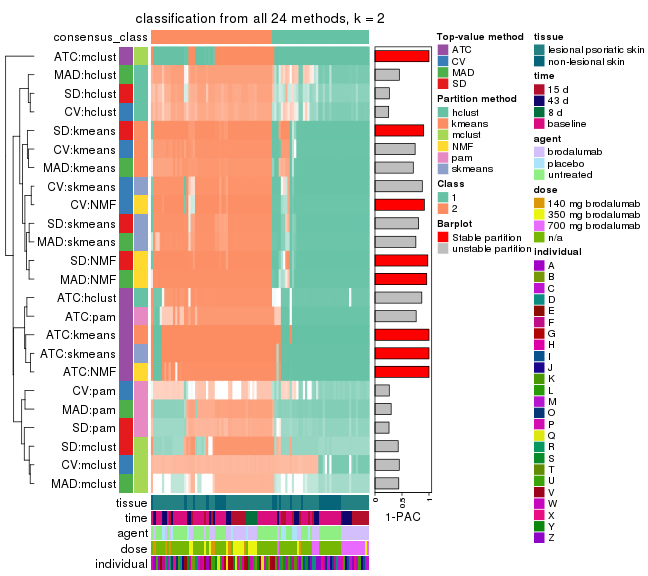 classification from all 24 methods, k = 2
consensus_class
ATC:mclust
MAD:hclust
SD:hclust
CV:hclust
SD:kmeans
CV:kmeans
MAD:kmeans
CV:skmeans
CV:NMF
SD:skmeans
MAD:skmeans
SD:NMF
MAD:NMF
ATC:hclust
ATC:pam
ATC:kmeans
ATC:skmeans
ATC:NMF
CV:pam
MAD:pam
SD:pam
SD:mclust
CV:mclust
MAD:mclust
tissue
time
agent
dose
individual
0
0.5
1
1-PAC
Top-value method
ATC
CV
MAD
SD
Partition method
hclust
kmeans
mclust
NMF
pam
skmeans
Class
1
2
Barplot
Stable partition
unstable partition
tissue
lesional psoriatic skin
non-lesional skin
time
15 d
43 d
8 d
baseline
agent
brodalumab
placebo
untreated
dose
140 mg brodalumab
350 mg brodalumab
700 mg brodalumab
n/a
individual
A
B
C
D
E
F
G
H
I
J
K
L
M
O
P
Q
R
S
T
U
V
W
X
Y
Z